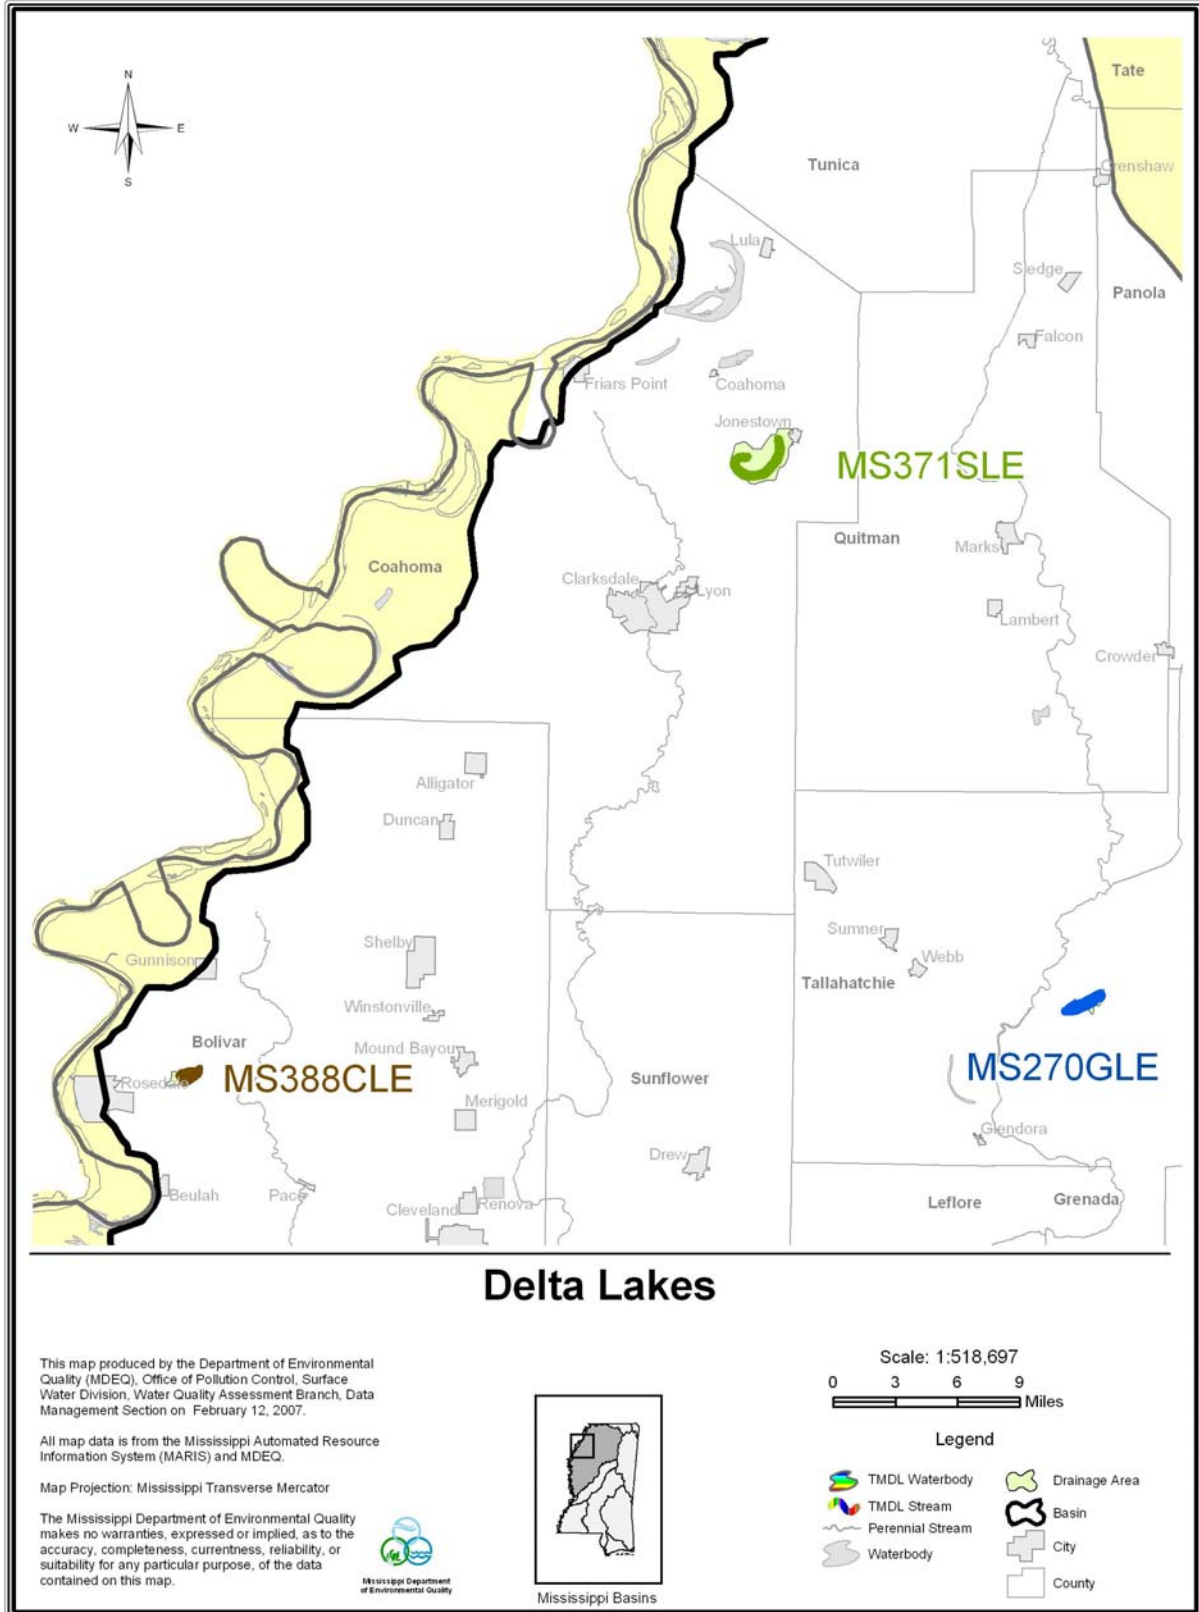 N
W E
S
Tate
Tunica
Crenshaw
Lula
Sledge
Panola
Falcon
Friars Point
Coahoma
Jonestown
MS371SLE
Quitman
Marks
Coahoma
Clarksdale
Lyon
Lambert
Crowder
Alligator
Duncan
Tutwiler
Sumner
Webb
Shelby
Gunnison
Tallahatchie
Winstonville
Bolivar
Mound Bayou
MS270GLE
Rosedale
MS388CLE
Sunflower
Merigold
Glendora
Drew
Beulah
Pace
Cleveland
Renova
Leflore
Grenada
Delta Lakes
This map produced by the Department of Environmental
Quality (MDEQ), Office of Pollution Control, Surface
Water Division, Water Quality Assessment Branch, Data
Management Section on February 12, 2007.
All map data is from the Mississippi Automated Resource
Information System (MARIS) and MDEQ.
Map Projection: Mississippi Transverse Mercator
The Mississippi Department of Environmental Quality
makes no warranties, expressed or implied, as to the
accuracy, completeness, currentness, reliability, or
suitability for any particular purpose, of the data
contained on this map.
Mississippi Department
of Environmental Quality
Mississippi Basins
Scale: 1:518,697
0 3 6 9
Miles
Legend
TMDL Waterbody
TMDL Stream
Perennial Stream
Waterbody
Drainage Area
Basin
City
County